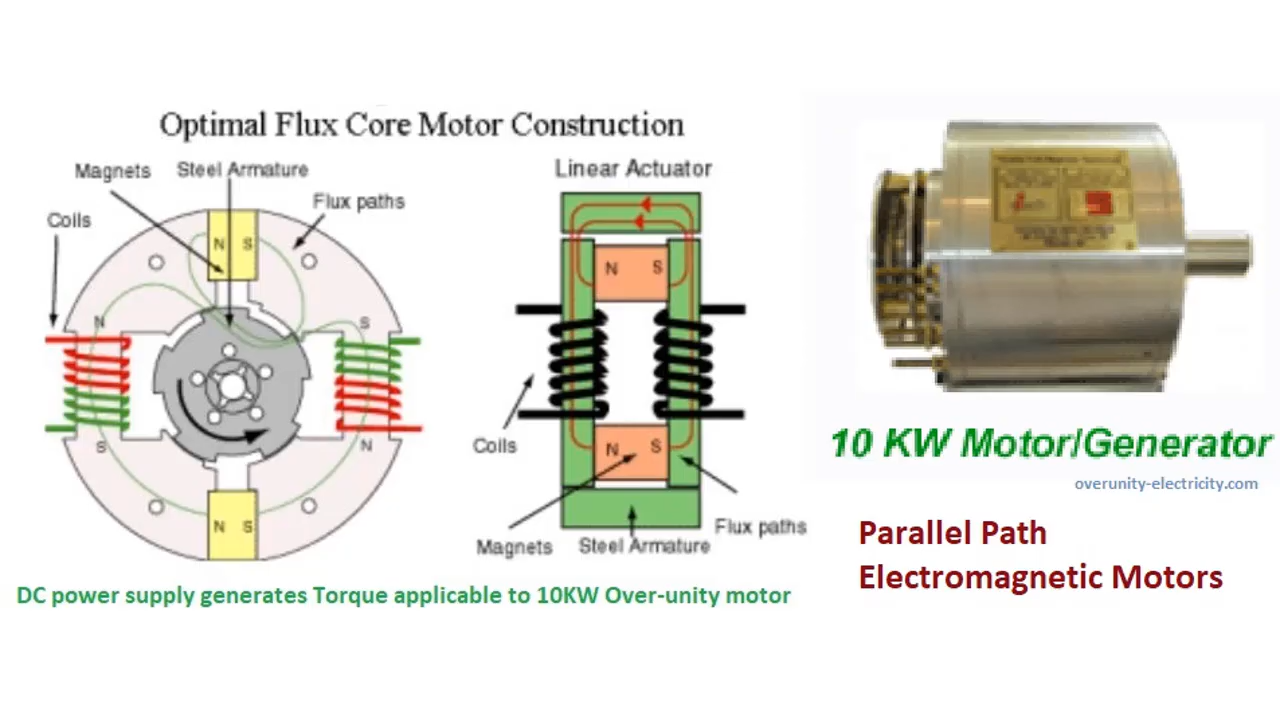 Optimal Flux Core Motor Construction
Magnets
Steel Armature
Linear Actuator
Flux paths
Coils
N S
N S
N S
N S
S N
Coils
N S
N S
Magnets
Steel Armature
Flux paths
10 KW Motor/Generator
overunity-electricity.com
Parallel Path
Electromagnetic Motors
DC power supply generates Torque applicable to 10KW Over-unity motor